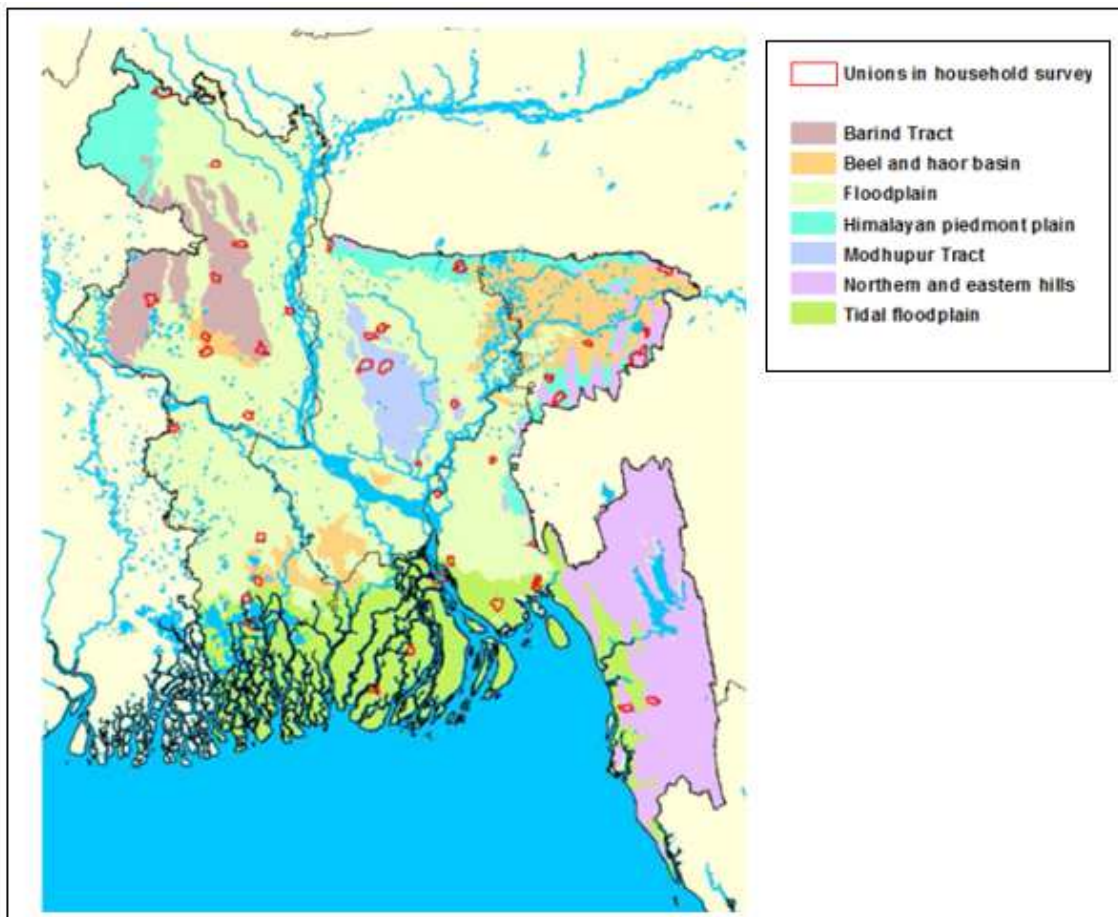 Unions in household survey
Barind Tract
Beel and haor basin
Floodplain
Himalayan piedmont plain
Modhupur Tract
Northern and eastern hills
Tidal floodplain